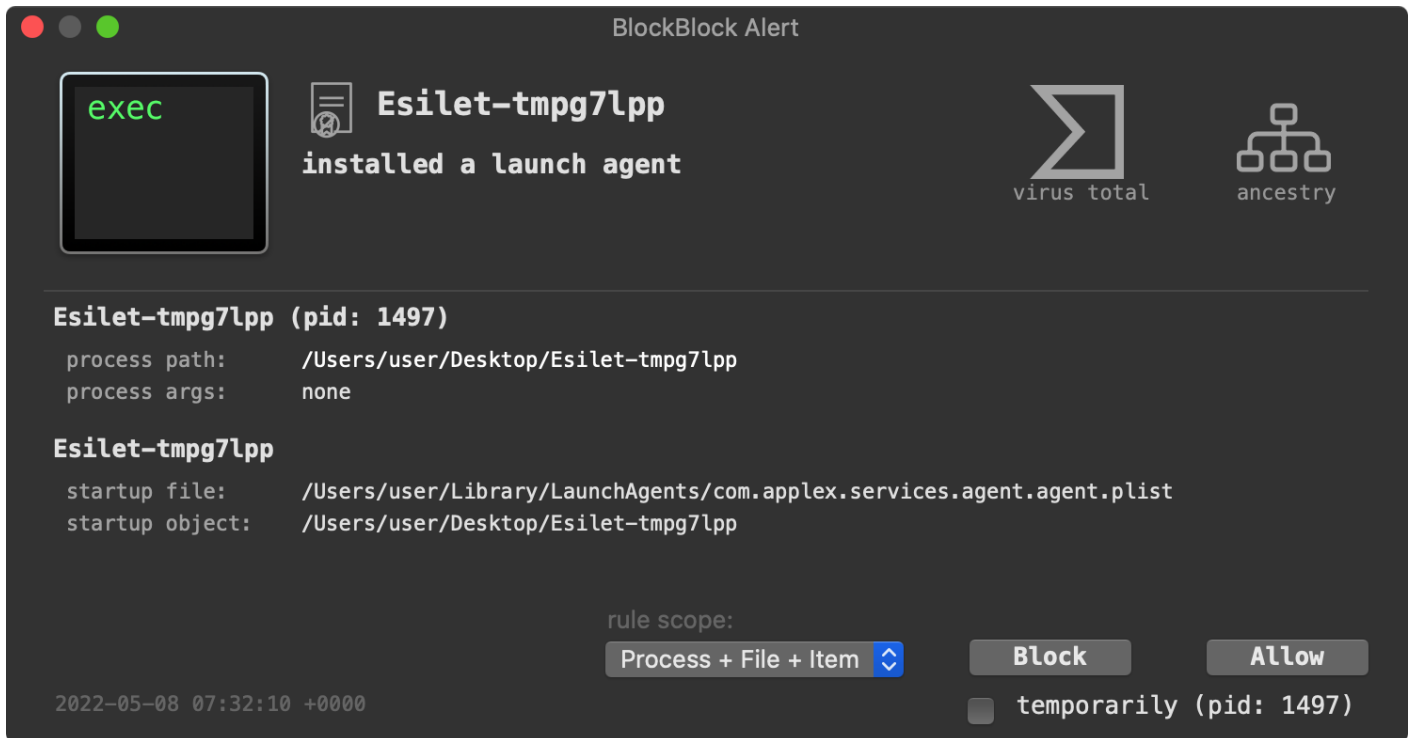 BlockBlock Alert
exec
Esilet-tmpg7lpp
installed a launch agent
virus total
ancestry
Esilet-tmpg7lpp (pid: 1497)
process path: /Users/user/Desktop/Esilet-tmpg7lpp
process args: none
Esilet-tmpg7lpp
startup file: /Users/user/Library/LaunchAgents/com.applex.services.agent.agent.plist
startup object: /Users/user/Desktop/Esilet-tmpg7lpp
rule scope:
Process + File + Item
Block
Allow
2022-05-08 07:32:10 +0000
temporarily (pid: 1497)